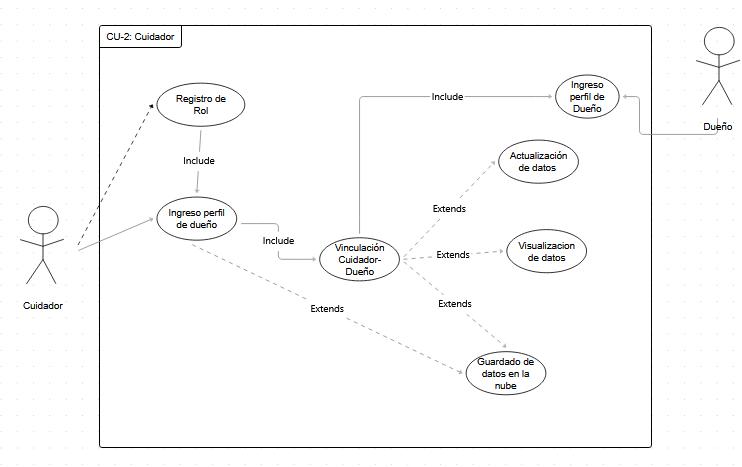 CU-2: Cuidador
Registro de
Rol
Include
Ingreso perfil
de dueño
Include
Vinculación
Cuidador-
Dueño
Include
Ingreso
perfil de
Dueño
Dueño
Actualización
de datos
Extends
Visualizacion
de datos
Extends
Extends
Extends
Guardado de
datos en la
nube
Cuidador